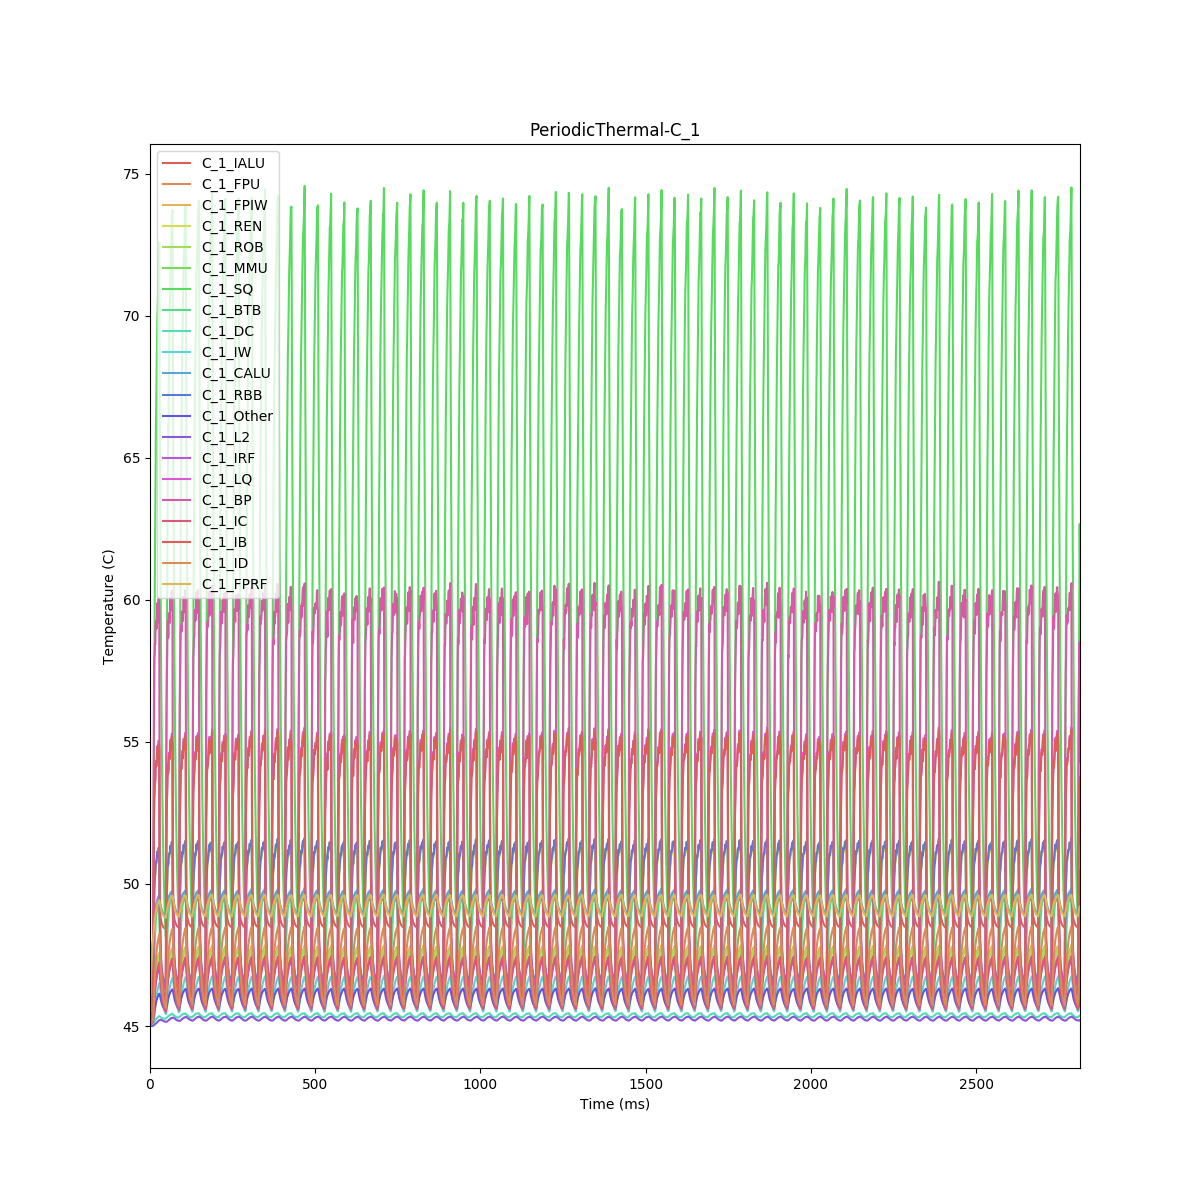 PeriodicThermal-C_1
75
70
65
60
55
50
45
Temperature (C)
C_1_IALU
C_1_FPU
C_1_FPIW
C_1_REN
C_1_ROB
C_1_MMU
C_1_SQ
C_1_BTB
C_1_DC
C_1_IW
C_1_CALU
C_1_RBB
C_1_Other
C_1_L2
C_1_IRF
C_1_LQ
C_1_BP
C_1_IC
C_1_IB
C_1_ID
C_1_FPRF
0 500 1000 1500 2000 2500
Time (ms)